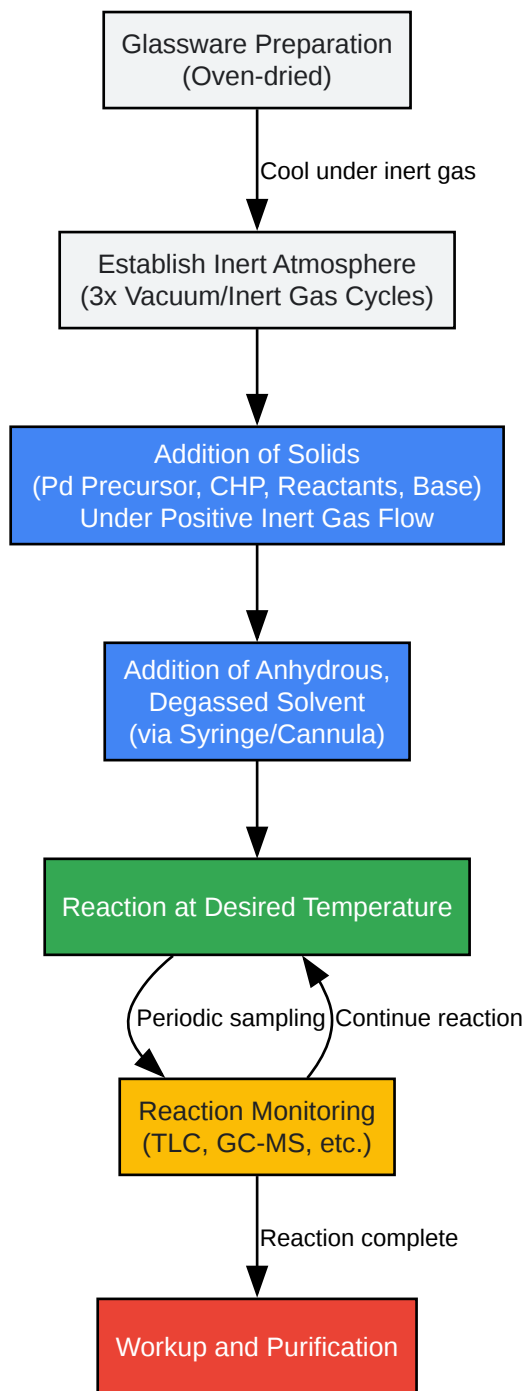 Glassware Preparation
(Oven-dried)
Cool under inert gas
Establish Inert Atmosphere
(3x Vacuum/Inert Gas Cycles)
Addition of Solids
(Pd Precursor, CHP, Reactants, Base)
Under Positive Inert Gas Flow
Addition of Anhydrous,
Degassed Solvent
(via Syringe/Cannula)
Reaction at Desired Temperature
Periodic sampling
Continue reaction
Reaction Monitoring
(TLC, GC-MS, etc.)
Reaction complete
Workup and Purification